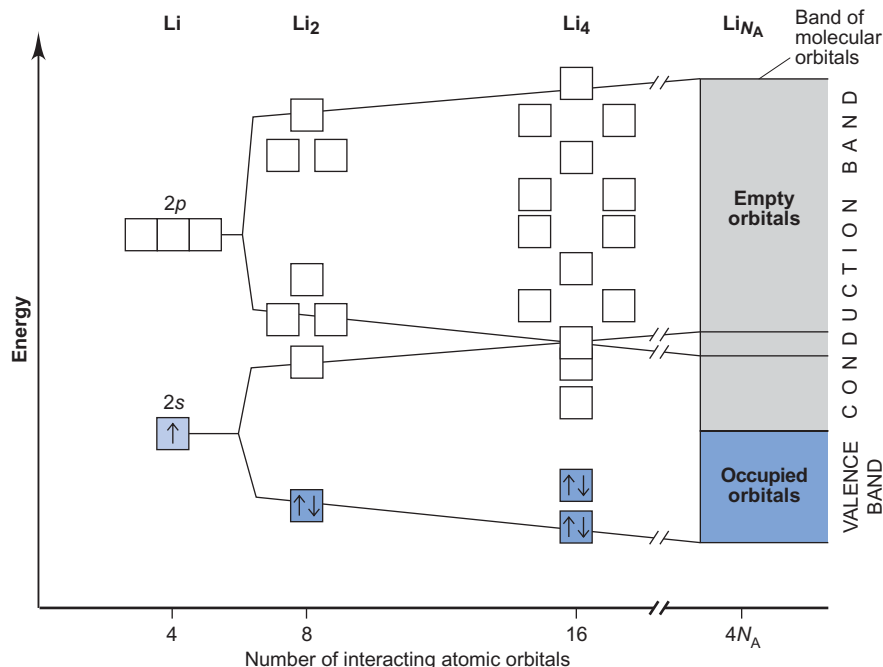 Li
Li2
Li4
LiNA
Band of
molecular
orbitals
Energy
2p
2s
↑
↑↓
↑↓
↑↓
Empty
orbitals
Occupied
orbitals
CONDUCTION BAND
VALENCE
BAND
4
8
16
4NA
Number of interacting atomic orbitals